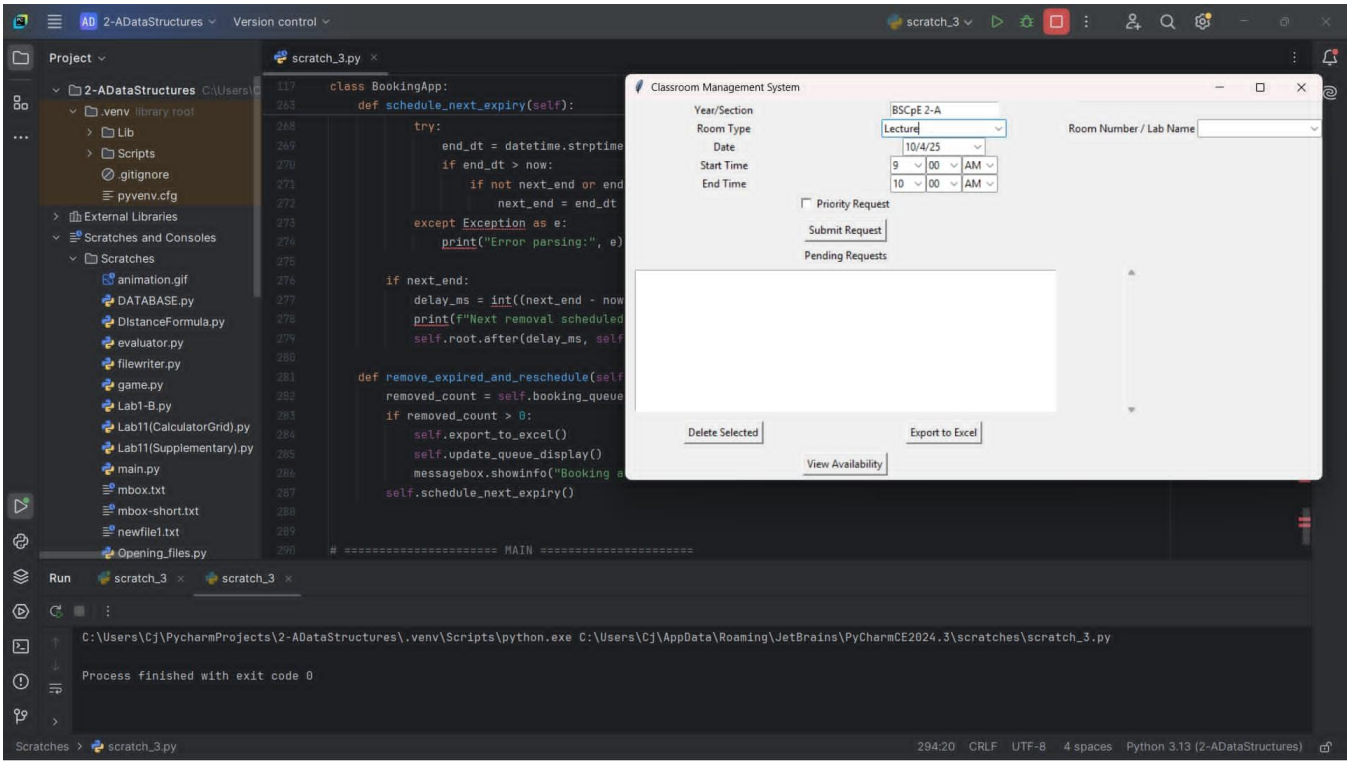 AD 2-ADataStructures Version control scratch_3
Project
scratch_3.py
2-ADataStructures C:\Users\C
.venv library root
Lib
Scripts
.gitignore
pyvenv.cfg
External Libraries
Scratches and Consoles
Scratches
animation.gif
DATABASE.py
DIstanceFormula.py
evaluator.py
filewriter.py
game.py
Lab1-B.py
Lab11(CalculatorGrid).py
Lab11(Supplementary).py
main.py
mbox.txt
mbox-short.txt
newfile1.txt
Opening_files.py
117 class BookingApp:
263 def schedule_next_expiry(self):
268 try:
269 end_dt = datetime.strptime
270 if end_dt > now:
271 if not next_end or end
272 next_end = end_dt
273 except Exception as e:
274 print("Error parsing:", e)
275
276 if next_end:
277 delay_ms = int((next_end - now
278 print(f"Next removal scheduled
279 self.root.after(delay_ms, self
280
281 def remove_expired_and_reschedule(self
282 removed_count = self.booking_queue
283 if removed_count > 0:
284 self.export_to_excel()
285 self.update_queue_display()
286 messagebox.showinfo("Booking a
287 self.schedule_next_expiry()
288
289
290 # ====================== MAIN ======================
Classroom Management System
Year/Section BSCpE 2-A
Room Type Lecture Room Number / Lab Name
Date 10/4/25
Start Time 9 00 AM
End Time 10 00 AM
Priority Request
Submit Request
Pending Requests
Delete Selected Export to Excel
View Availability
Run scratch_3 scratch_3
C:\Users\Cj\PycharmProjects\2-ADataStructures\.venv\Scripts\python.exe C:\Users\Cj\AppData\Roaming\JetBrains\PyCharmCE2024.3\scratches\scratch_3.py
Process finished with exit code 0
Scratches > scratch_3.py 294:20 CRLF UTF-8 4 spaces Python 3.13 (2-ADataStructures)